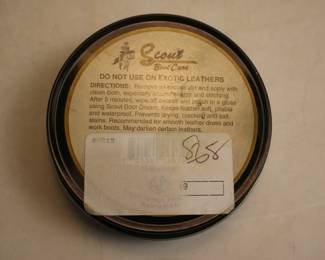 Scout
Boot Care
DO NOT USE ON EXOTIC LEATHERS
DIRECTIONS: Remove all excess dirt and apply with
clean cloth, especially around edges and stitching.
After 5 minutes, wipe off excess and polish to a gloss
using Scout Boot Cream. Keeps leather soft, pliable
and waterproof. Prevents drying, cracking and salt
stains. Recommended for smooth leather dress and
work boots. May darken certain leathers.
868